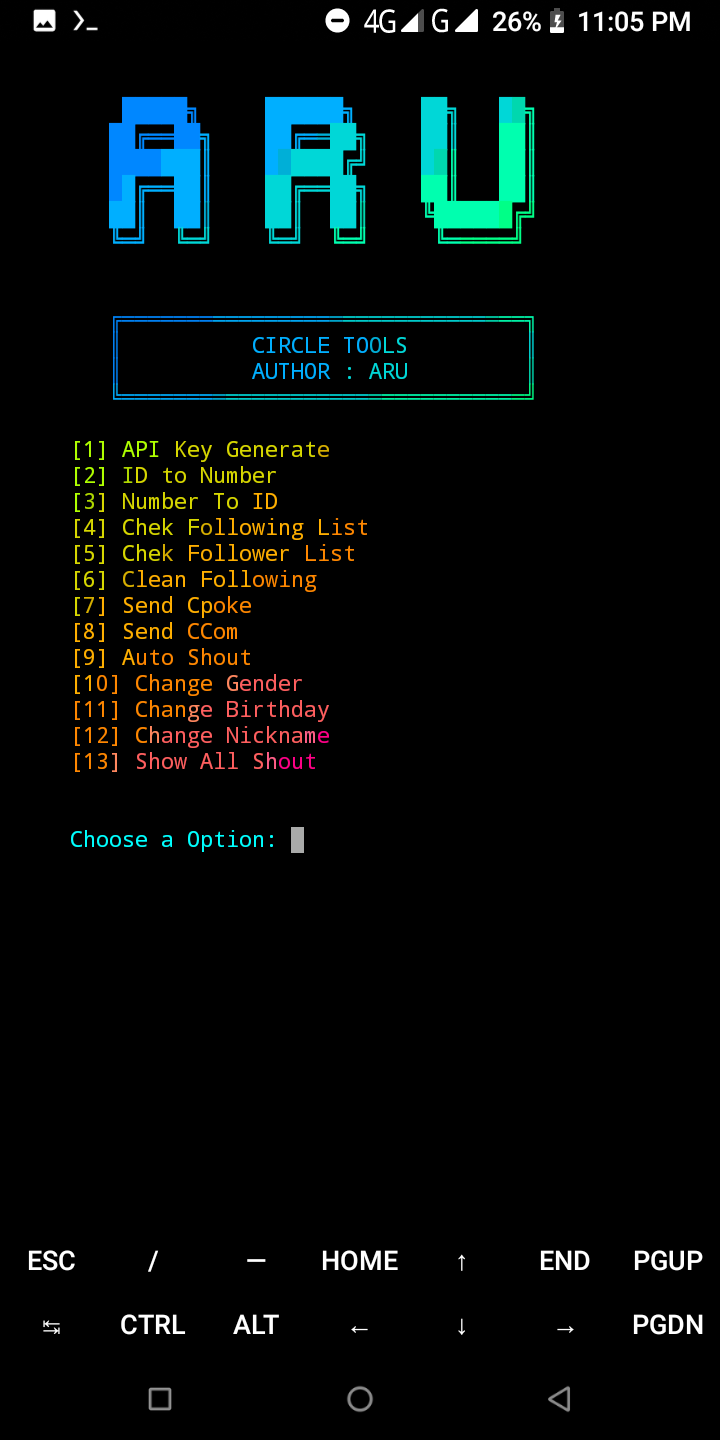 4G G 26% 11:05 PM
ARU
CIRCLE TOOLS
AUTHOR : ARU
[1] API Key Generate
[2] ID to Number
[3] Number To ID
[4] Chek Following List
[5] Chek Follower List
[6] Clean Following
[7] Send Cpoke
[8] Send CCom
[9] Auto Shout
[10] Change Gender
[11] Change Birthday
[12] Change Nickname
[13] Show All Shout
Choose a Option:
ESC / — HOME ↑ END PGUP
↹ CTRL ALT ← ↓ → PGDN